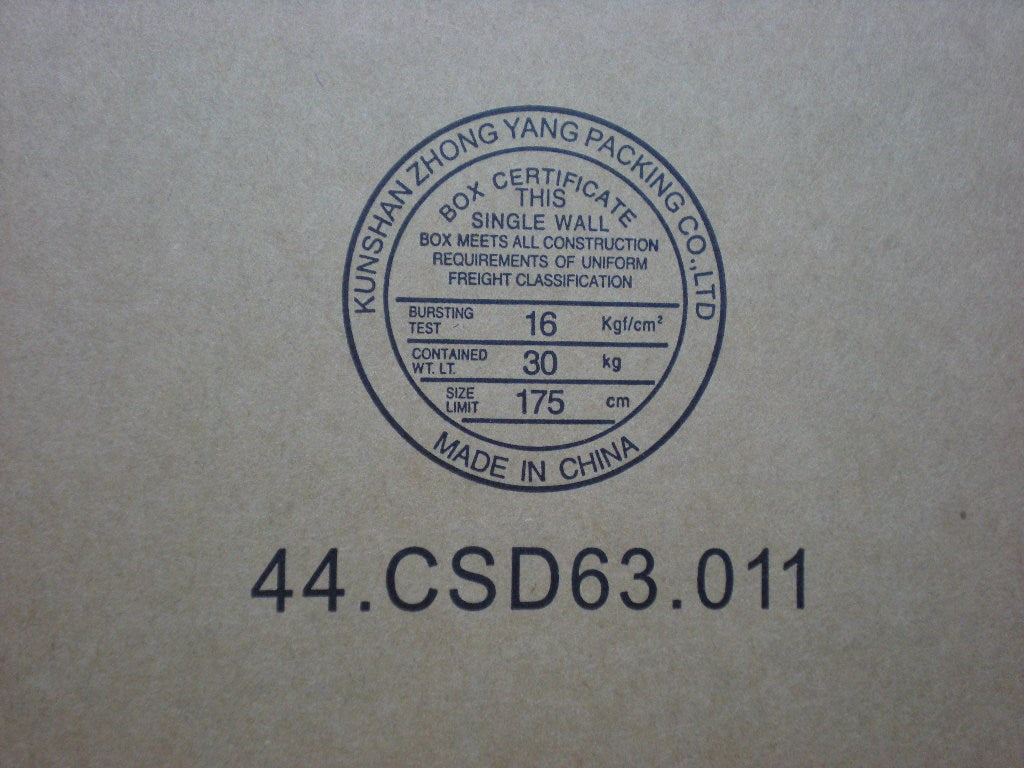 KUNSHAN ZHONG YANG PACKING CO.,LTD
BOX CERTIFICATE
THIS
SINGLE WALL
BOX MEETS ALL CONSTRUCTION
REQUIREMENTS OF UNIFORM
FREIGHT CLASSIFICATION
BURSTING TEST 16 Kgf/cm²
CONTAINED WT. LT. 30 kg
SIZE LIMIT 175 cm
MADE IN CHINA
44.CSD63.011